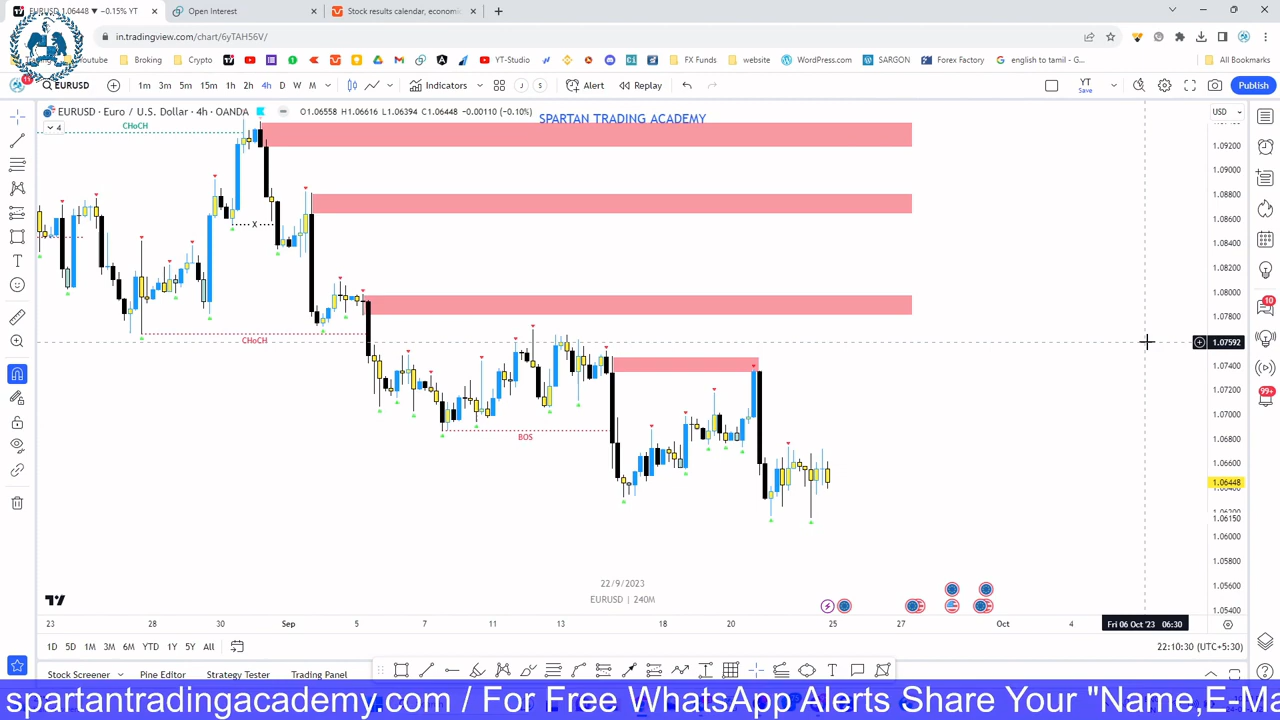 EURUSD 1.06448 ▼ −0.15% YT
Open Interest
Stock results calendar, economic
in.tradingview.com/chart/6yTAH56V/
Youtube
Broking
Crypto
YT-Studio
FX Funds
website
WordPress.com
SARGON
Forex Factory
english to tamil - G...
All Bookmarks
11
EURUSD
1m 3m 5m 15m 1h 2h 4h D W M
Indicators
Alert
Replay
YT
Save
Publish
EURUSD · Euro / U.S. Dollar · 4h · OANDA
O1.06558 H1.06616 L1.06394 C1.06448 −0.00110 (−0.10%)
SPARTAN TRADING ACADEMY
USD
4
CHoCH
X
CHoCH
BOS
1.09200
1.09000
1.08800
1.08600
1.08400
1.08200
1.08000
1.07800
1.07592
1.07400
1.07200
1.07000
1.06800
1.06600
1.06448
1.06150
1.06000
1.05800
1.05600
1.05400
10
99+
22/9/2023
EURUSD | 240M
23 28 30 Sep 5 7 11 13 18 20 25 27 Oct 4
Fri 06 Oct '23 06:30
1D 5D 1M 3M 6M YTD 1Y 5Y All
22:10:30 (UTC+5:30)
Stock Screener
Pine Editor
Strategy Tester
Trading Panel
spartantradingacademy.com / For Free WhatsApp Alerts Share Your "Name,E-Ma